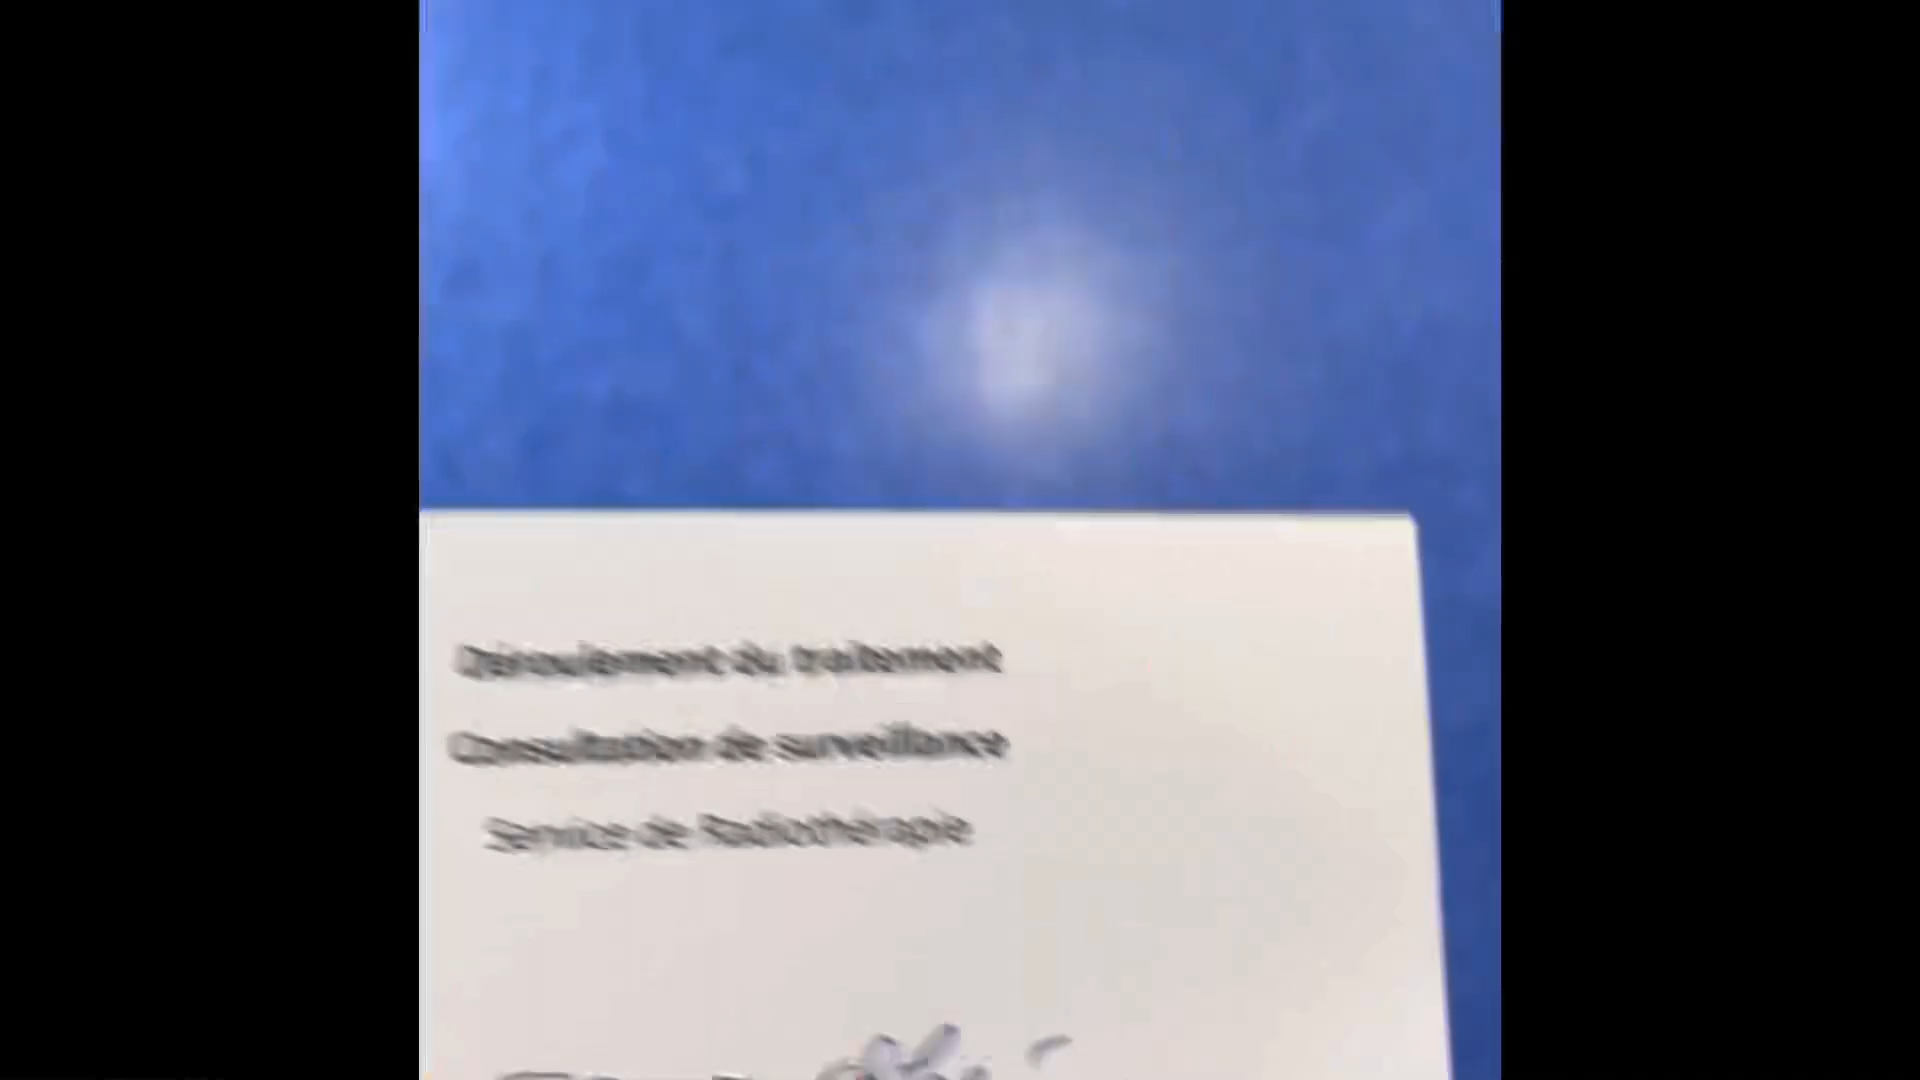 Déroulement du traitement
Consultation de surveillance
Service de Radiothérapie